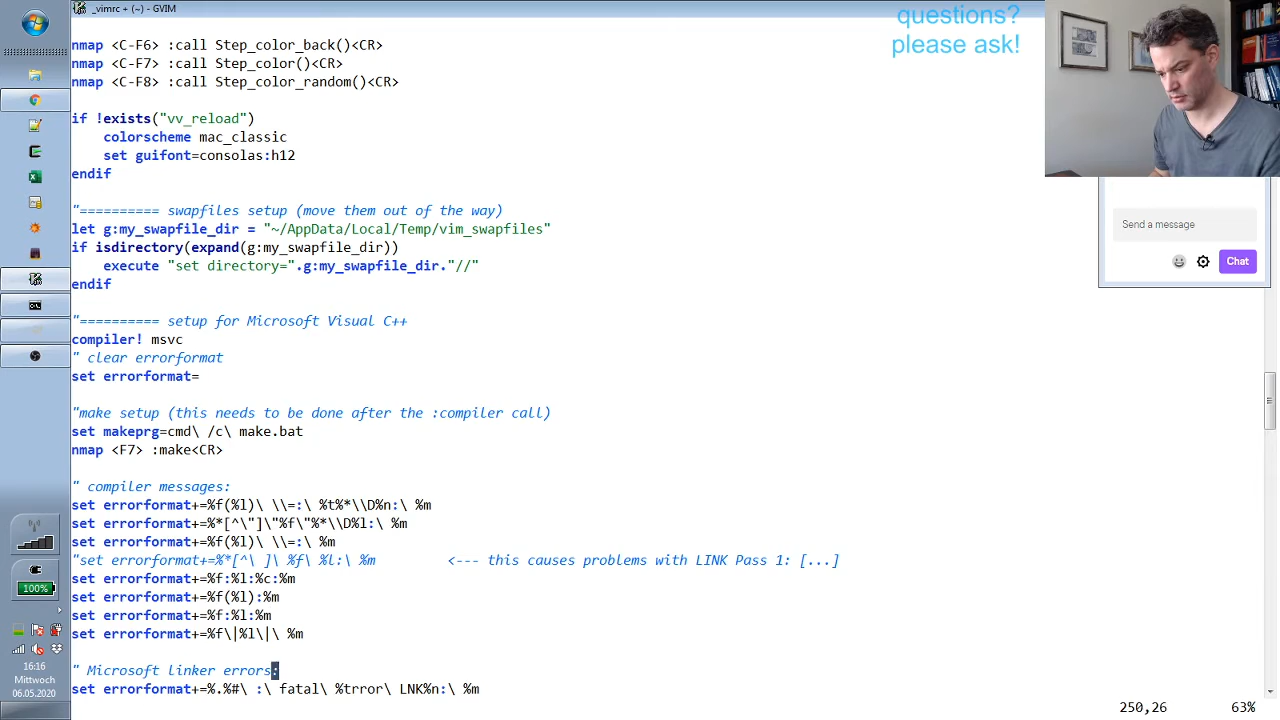 _vimrc + (~) - GVIM
questions?
please ask!
nmap <C-F6> :call Step_color_back()<CR>
nmap <C-F7> :call Step_color()<CR>
nmap <C-F8> :call Step_color_random()<CR>
if !exists("vv_reload")
    colorscheme mac_classic
    set guifont=consolas:h12
endif
"========== swapfiles setup (move them out of the way)
let g:my_swapfile_dir = "~/AppData/Local/Temp/vim_swapfiles"
if isdirectory(expand(g:my_swapfile_dir))
    execute "set directory=".g:my_swapfile_dir."//"
endif
"========== setup for Microsoft Visual C++
compiler! msvc
" clear errorformat
set errorformat=
"make setup (this needs to be done after the :compiler call)
set makeprg=cmd\ /c\ make.bat
nmap <F7> :make<CR>
" compiler messages:
set errorformat+=%f(%l)\ \\=:\ %t%*\\D%n:\ %m
set errorformat+=%*[^\"]\"%f\"%*\\D%l:\ %m
set errorformat+=%f(%l)\ \\=:\ %m
"set errorformat+=%*[^\ ]\ %f\ %l:\ %m         <--- this causes problems with LINK Pass 1: [...]
set errorformat+=%f:%l:%c:%m
set errorformat+=%f(%l):%m
set errorformat+=%f:%l:%m
set errorformat+=%f\|%l\|\ %m
" Microsoft linker errors:
set errorformat+=%.%#\ :\ fatal\ %trror\ LNK%n:\ %m
250,26
63%
Send a message
Chat
100%
16:16
Mittwoch
06.05.2020